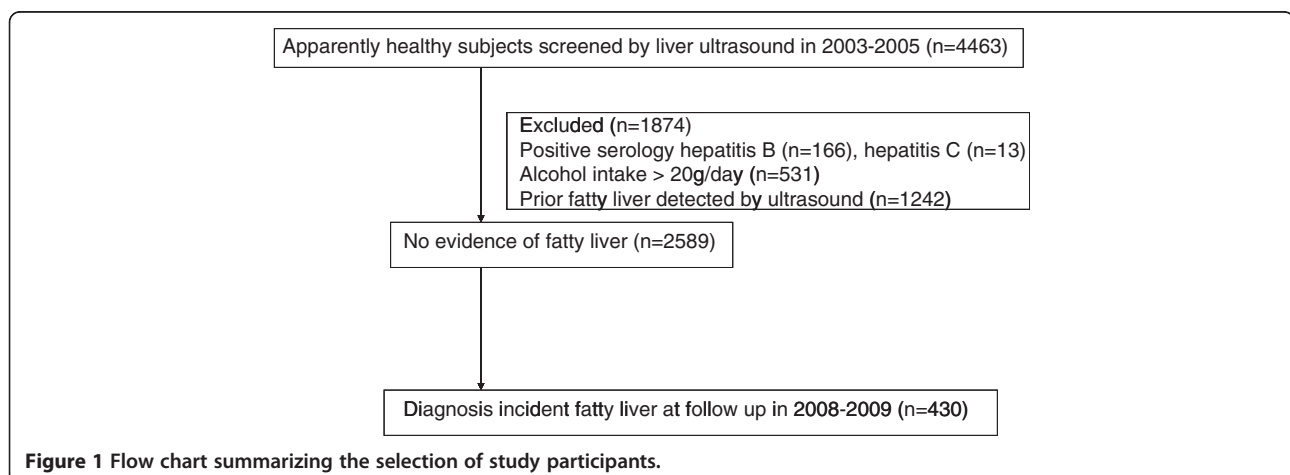 Apparently healthy subjects screened by liver ultrasound in 2003-2005 (n=4463)
Excluded (n=1874)
Positive serology hepatitis B (n=166), hepatitis C (n=13)
Alcohol intake > 20g/day (n=531)
Prior fatty liver detected by ultrasound (n=1242)
No evidence of fatty liver (n=2589)
Diagnosis incident fatty liver at follow up in 2008-2009 (n=430)
Figure 1 Flow chart summarizing the selection of study participants.